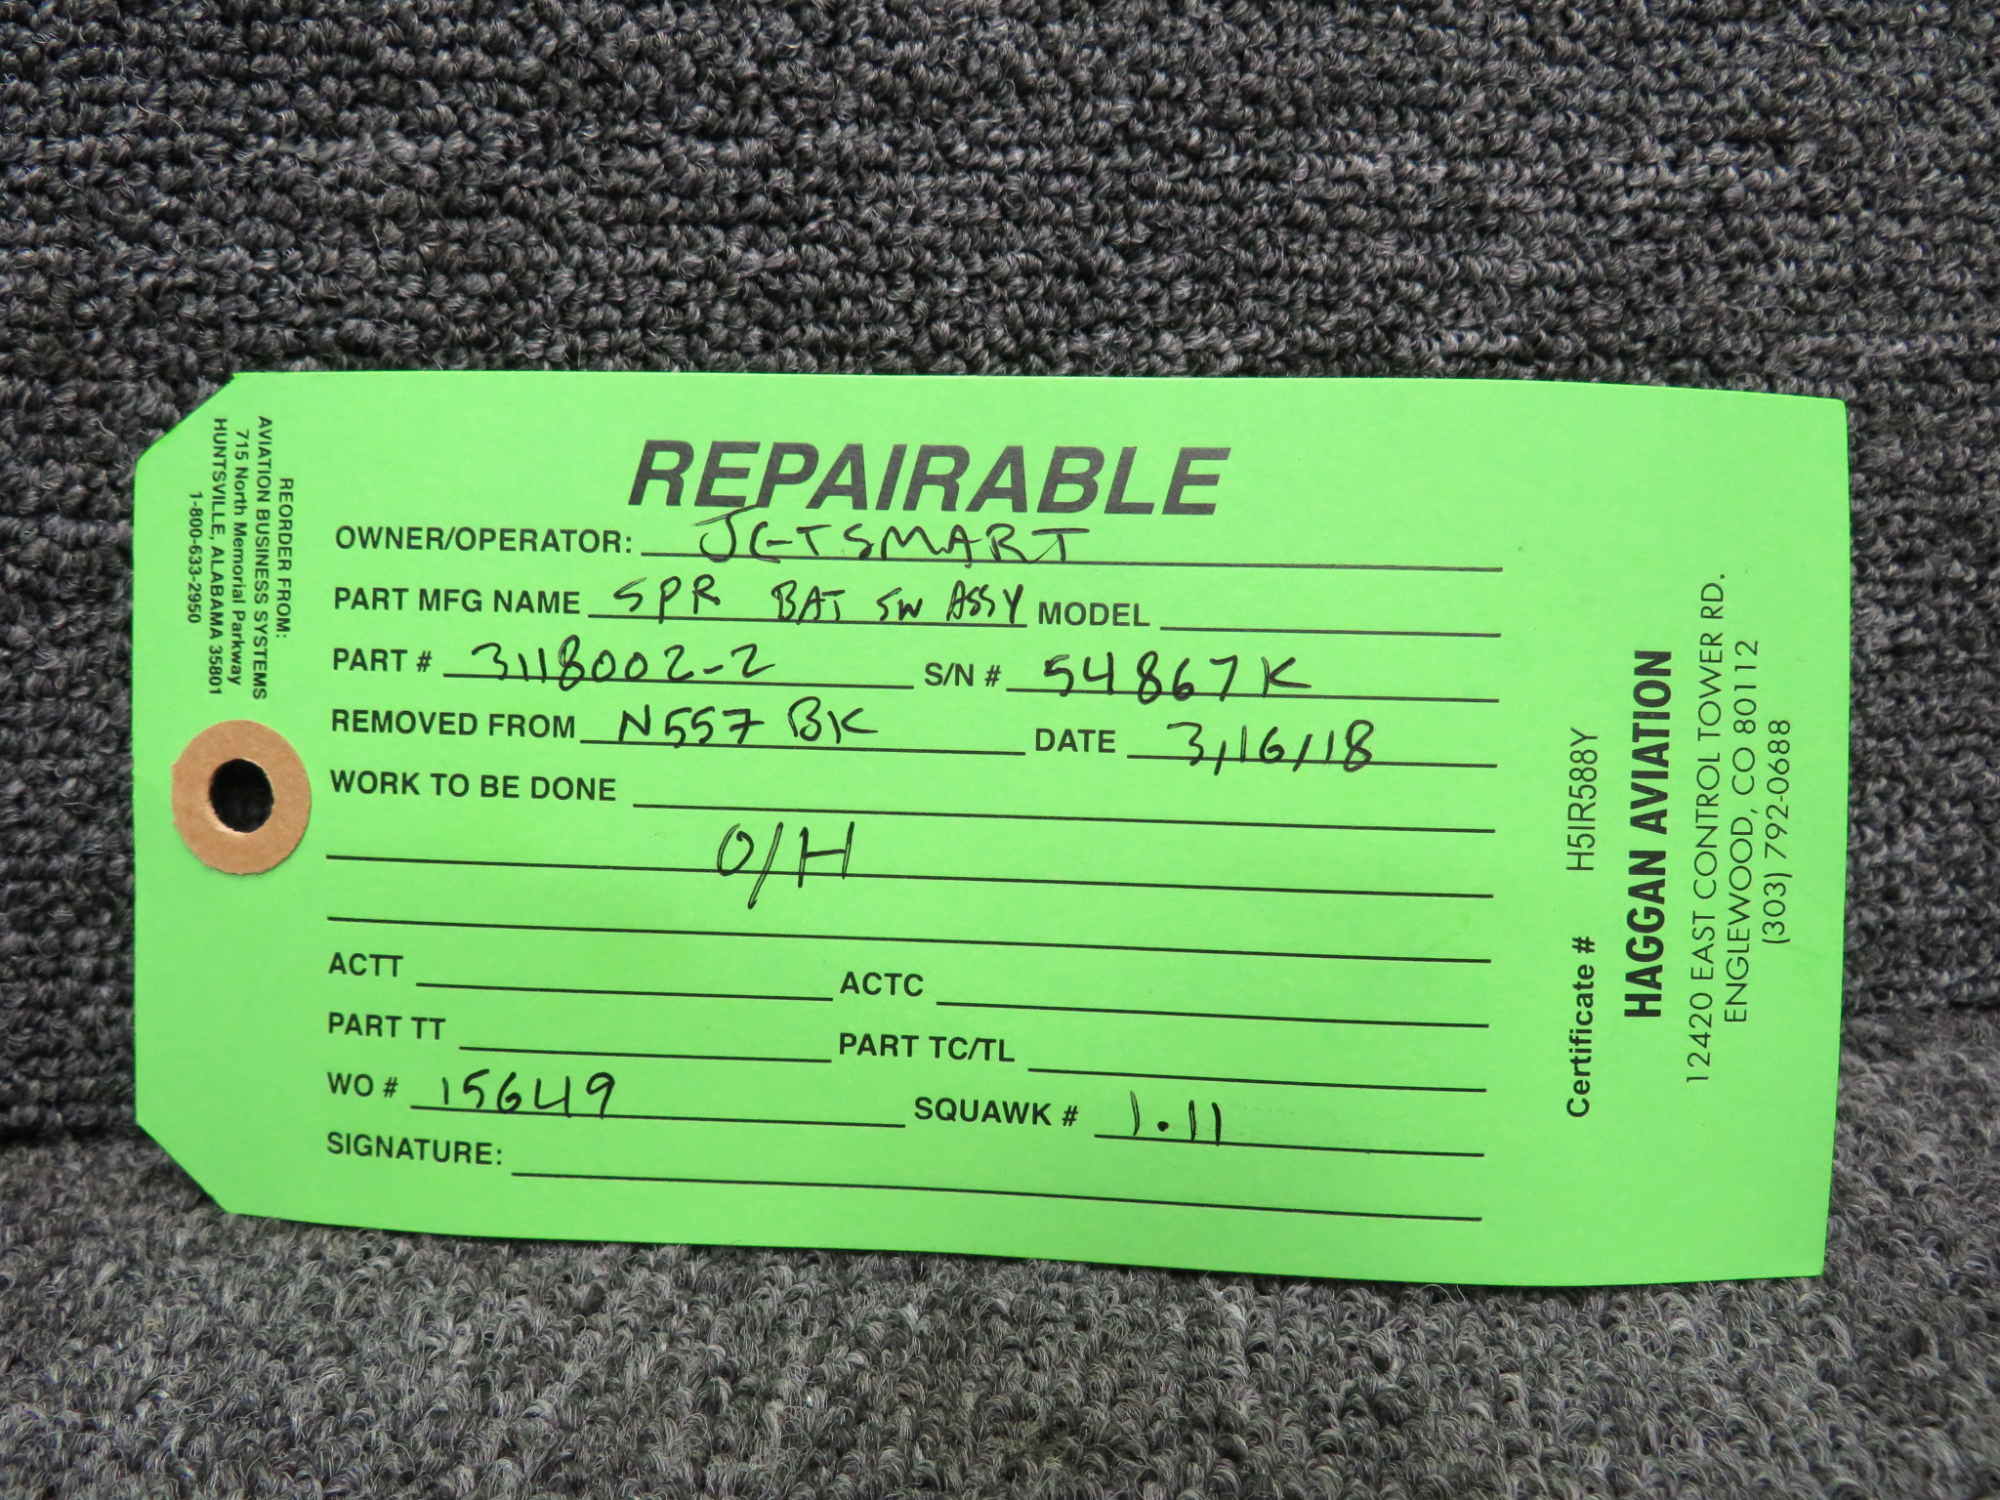 REPAIRABLE
OWNER/OPERATOR: JETSMART
PART MFG NAME SPR BAT SW ASSY MODEL
PART # 3118002-2 S/N # 54867K
REMOVED FROM N557BK DATE 3/16/18
WORK TO BE DONE
O/H
ACTT ACTC
PART TT PART TC/TL
WO # 15649 SQUAWK # 1.11
SIGNATURE:
REORDER FROM:
AVIATION BUSINESS SYSTEMS
715 North Memorial Parkway
HUNTSVILLE, ALABAMA 35801
1-800-633-2950
Certificate # H5IR588Y
HAGGAN AVIATION
12420 EAST CONTROL TOWER RD.
ENGLEWOOD, CO 80112
(303) 792-0688